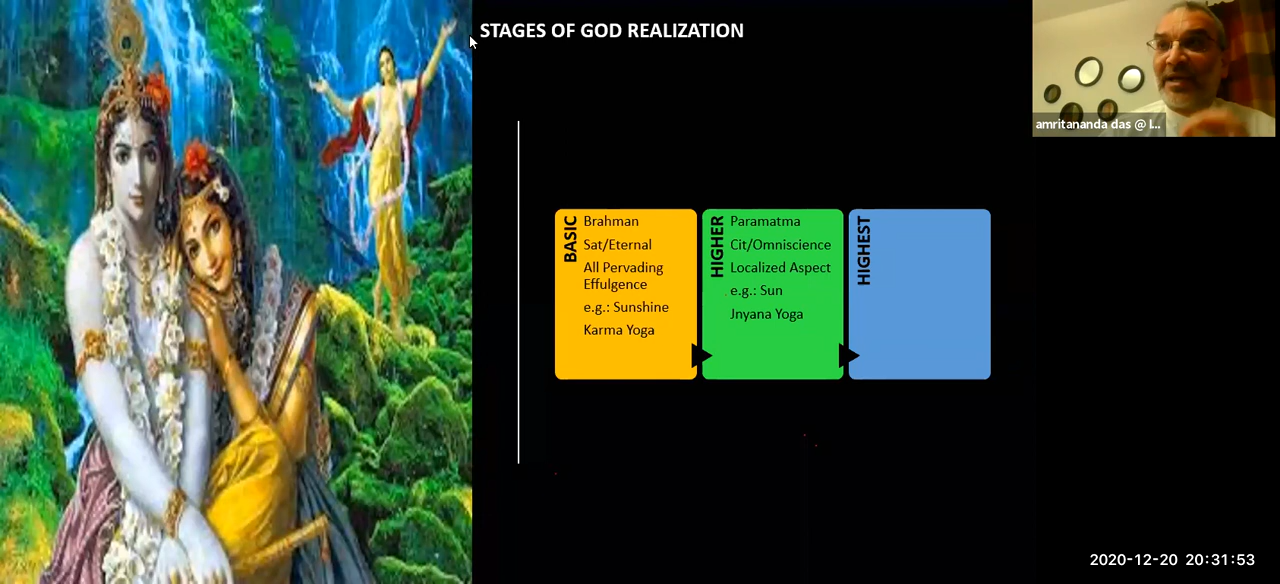 STAGES OF GOD REALIZATION
amritananda das @ l...
BASIC
Brahman
Sat/Eternal
All Pervading
Effulgence
e.g.: Sunshine
Karma Yoga
HIGHER
Paramatma
Cit/Omniscience
Localized Aspect
e.g.: Sun
Jnyana Yoga
HIGHEST
2020-12-20 20:31:53